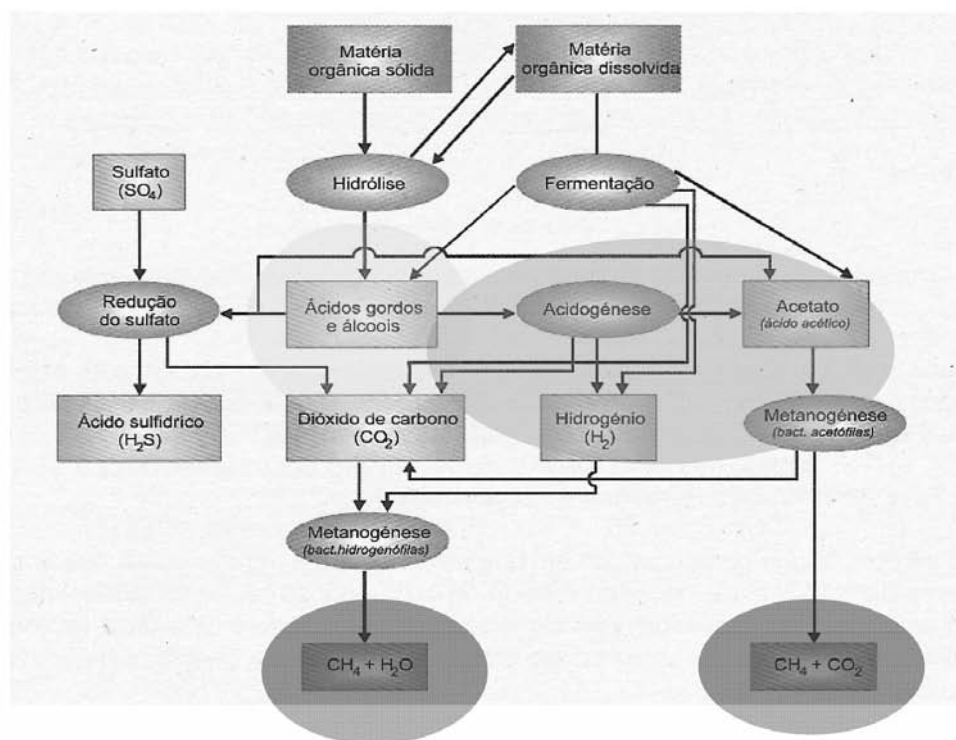 Matéria
orgânica sólida
Matéria
orgânica dissolvida
Sulfato
(SO₄)
Hidrólise
Fermentação
Redução
do sulfato
Ácidos gordos
e álcoois
Acidogénese
Acetato
(ácido acético)
Ácido sulfídrico
(H₂S)
Dióxido de carbono
(CO₂)
Hidrogénio
(H₂)
Metanogénese
(bact. acetófilas)
Metanogénese
(bact.hidrogenófilas)
CH₄ + H₂O
CH₄ + CO₂